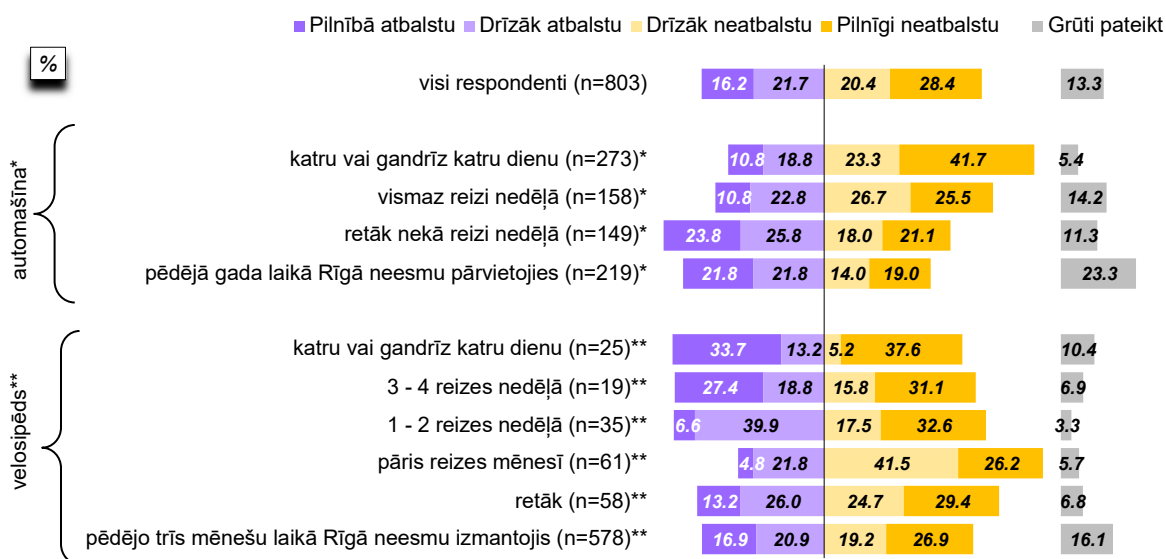 Pilnībā atbalstu Drīzāk atbalstu Drīzāk neatbalstu Pilnīgi neatbalstu Grūti pateikt
%
visi respondenti (n=803) 16.2 21.7 20.4 28.4 13.3
automašīna*
katru vai gandrīz katru dienu (n=273)* 10.8 18.8 23.3 41.7 5.4
vismaz reizi nedēļā (n=158)* 10.8 22.8 26.7 25.5 14.2
retāk nekā reizi nedēļā (n=149)* 23.8 25.8 18.0 21.1 11.3
pēdējā gada laikā Rīgā neesmu pārvietojies (n=219)* 21.8 21.8 14.0 19.0 23.3
velosipēds**
katru vai gandrīz katru dienu (n=25)** 33.7 13.2 5.2 37.6 10.4
3 - 4 reizes nedēļā (n=19)** 27.4 18.8 15.8 31.1 6.9
1 - 2 reizes nedēļā (n=35)** 6.6 39.9 17.5 32.6 3.3
pāris reizes mēnesī (n=61)** 4.8 21.8 41.5 26.2 5.7
retāk (n=58)** 13.2 26.0 24.7 29.4 6.8
pēdējo trīs mēnešu laikā Rīgā neesmu izmantojis (n=578)** 16.9 20.9 19.2 26.9 16.1